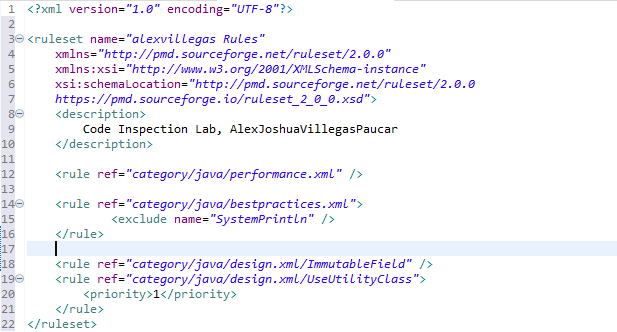 1 <?xml version="1.0" encoding="UTF-8"?>
2
3 <ruleset name="alexvillegas Rules"
4     xmlns="http://pmd.sourceforge.net/ruleset/2.0.0"
5     xmlns:xsi="http://www.w3.org/2001/XMLSchema-instance"
6     xsi:schemaLocation="http://pmd.sourceforge.net/ruleset/2.0.0
7     https://pmd.sourceforge.io/ruleset_2_0_0.xsd">
8     <description>
9         Code Inspection Lab, AlexJoshuaVillegasPaucar
10     </description>
11
12     <rule ref="category/java/performance.xml" />
13
14     <rule ref="category/java/bestpractices.xml">
15             <exclude name="SystemPrintln" />
16     </rule>
17
18     <rule ref="category/java/design.xml/ImmutableField" />
19     <rule ref="category/java/design.xml/UseUtilityClass">
20         <priority>1</priority>
21     </rule>
22 </ruleset>